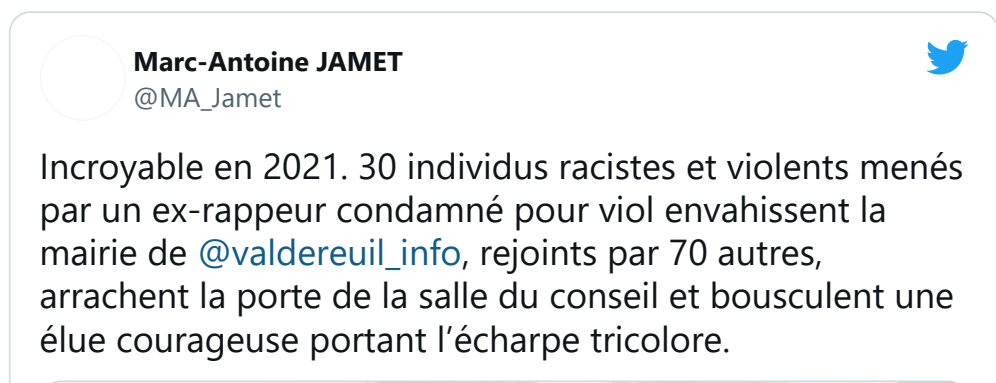 Marc-Antoine JAMET
@MA_Jamet
Incroyable en 2021. 30 individus racistes et violents menés
par un ex-rappeur condamné pour viol envahissent la
mairie de @valdereuil_info, rejoints par 70 autres,
arrachent la porte de la salle du conseil et bousculent une
élue courageuse portant l’écharpe tricolore.